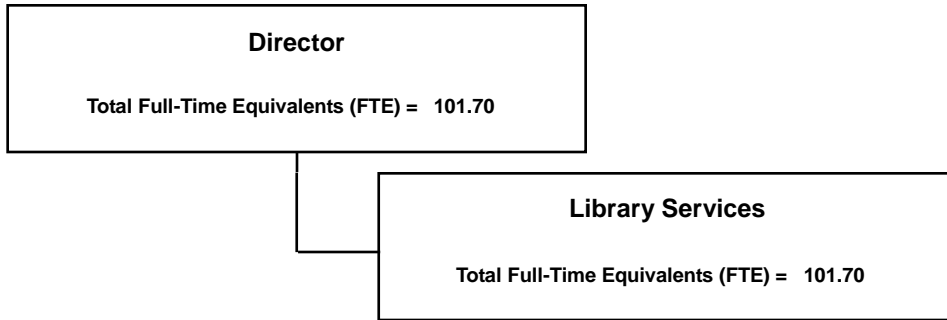 Director
Total Full-Time Equivalents (FTE) = 101.70
Library Services
Total Full-Time Equivalents (FTE) = 101.70